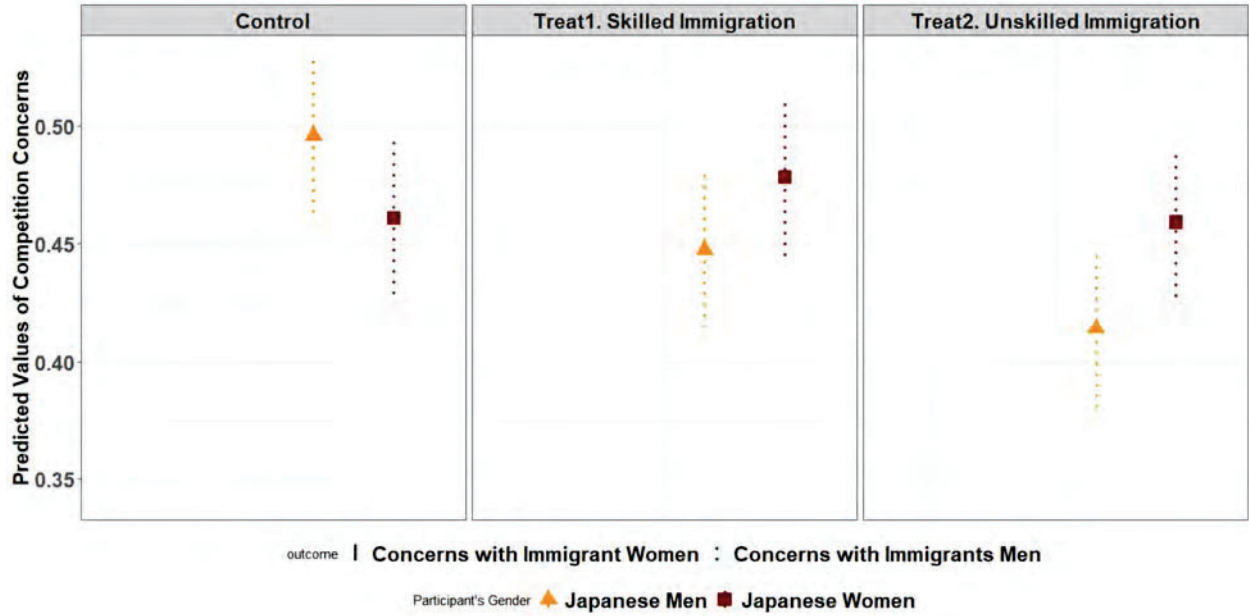 Control
Treat1. Skilled Immigration
Treat2. Unskilled Immigration
Predicted Values of Competition Concerns
0.50
0.45
0.40
0.35
outcome Concerns with Immigrant Women Concerns with Immigrants Men
Participant's Gender Japanese Men Japanese Women